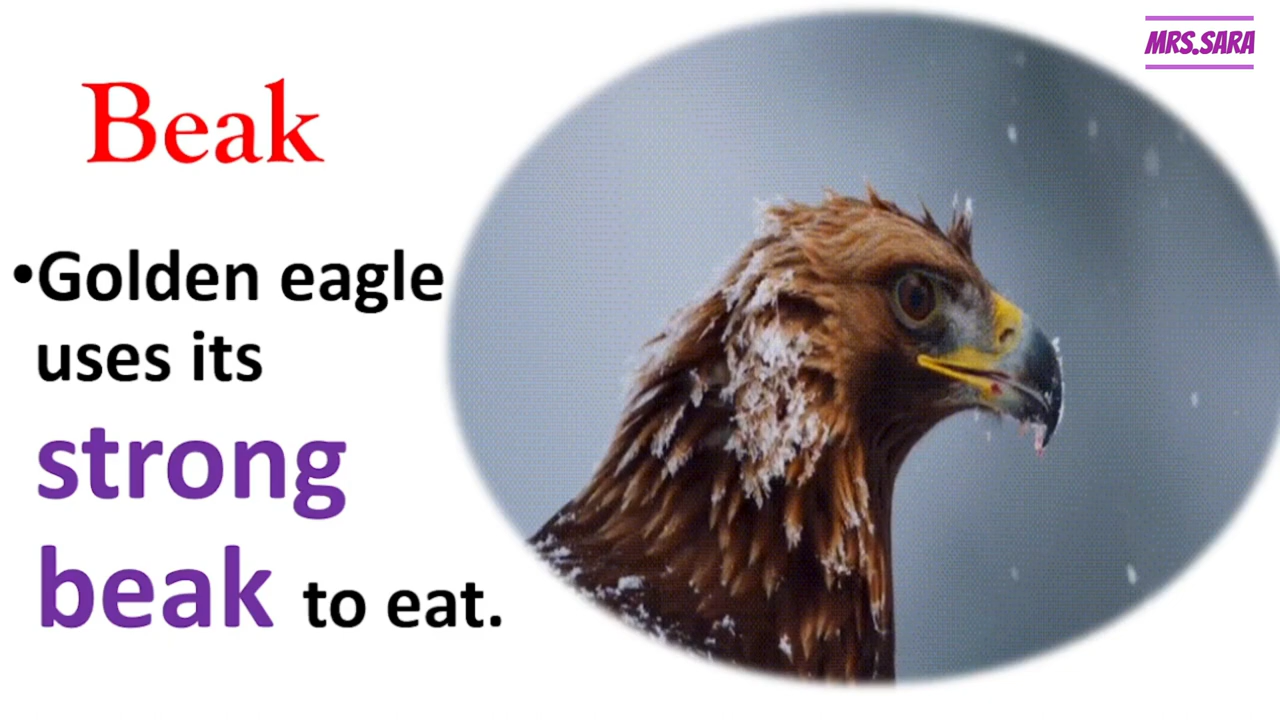 MRS.SARA
Beak
•Golden eagle
uses its
strong
beak to eat.